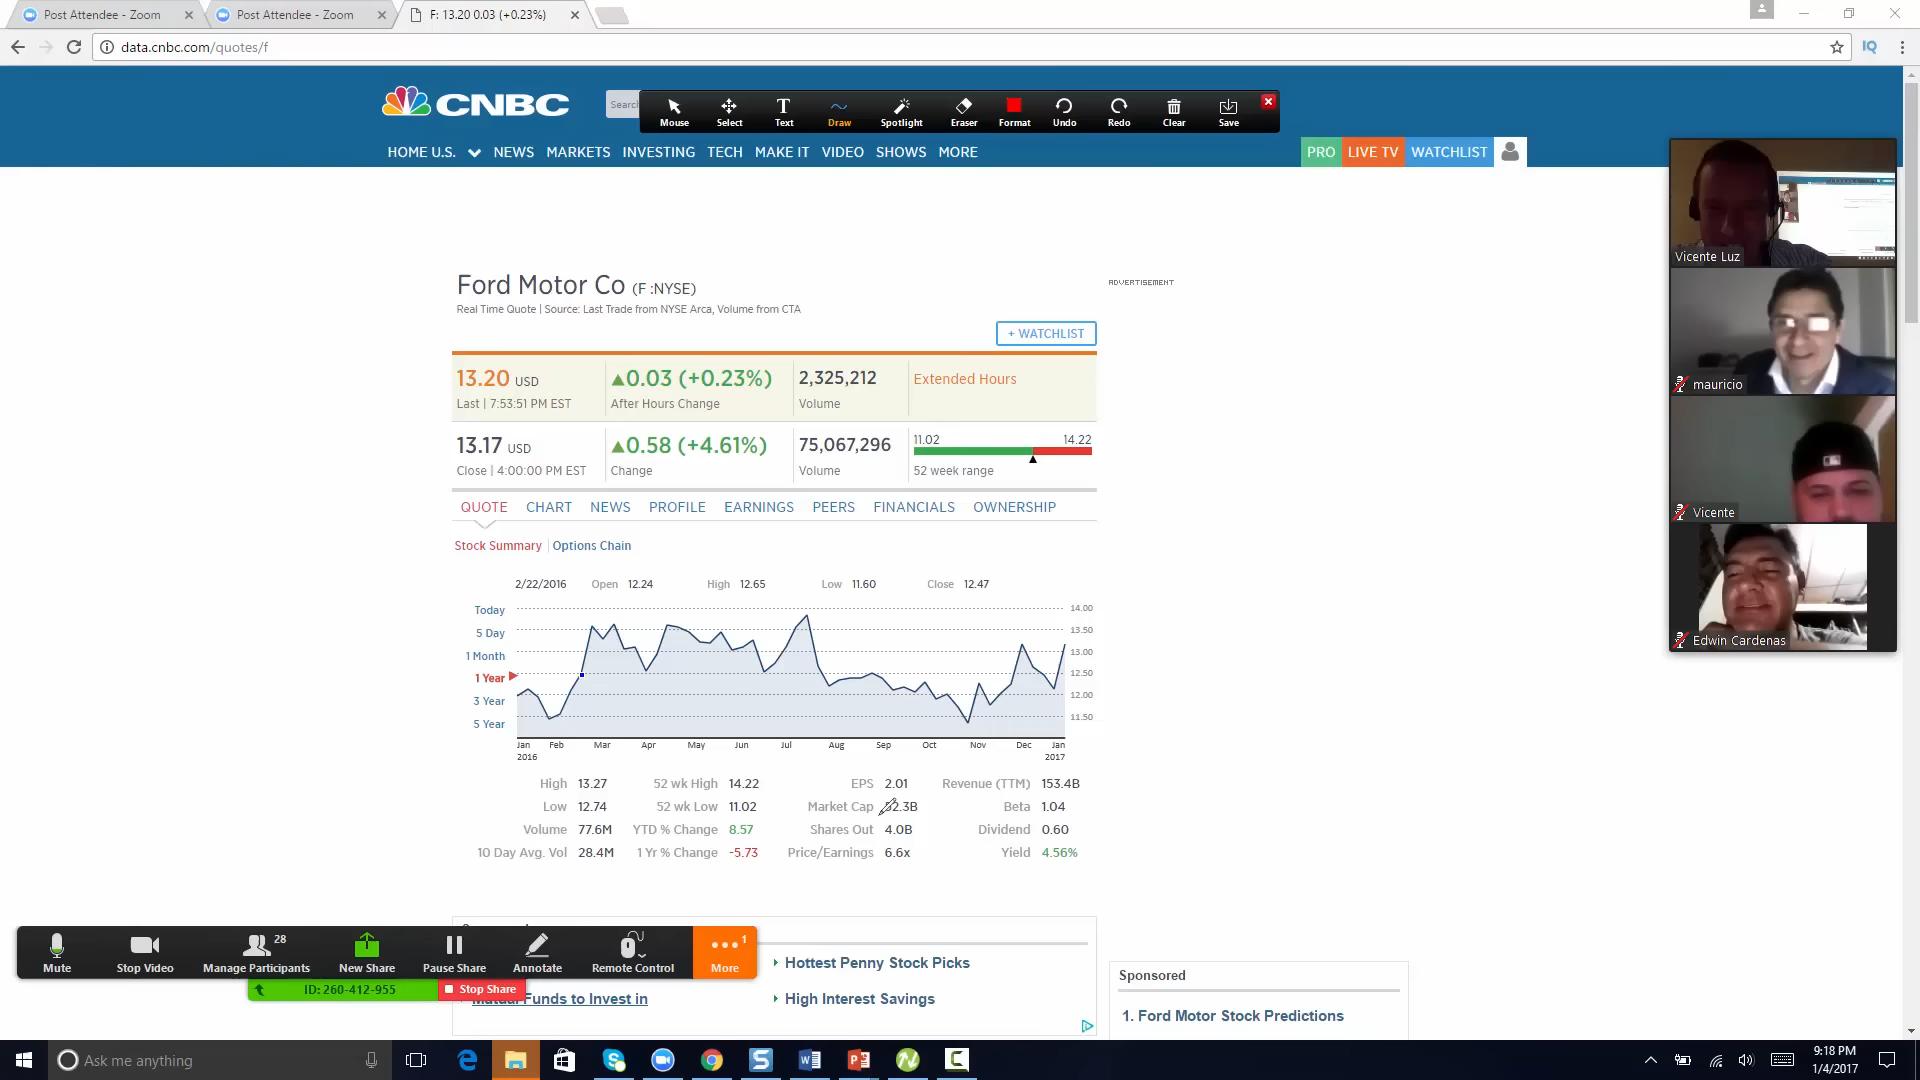 Post Attendee - Zoom
Post Attendee - Zoom
F: 13.20 0.03 (+0.23%)
data.cnbc.com/quotes/f
CNBC
Search
Mouse Select Text Draw Spotlight Eraser Format Undo Redo Clear Save
HOME U.S. NEWS MARKETS INVESTING TECH MAKE IT VIDEO SHOWS MORE
PRO LIVE TV WATCHLIST
Vicente Luz
mauricio
Vicente
Edwin Cardenas
Ford Motor Co (F :NYSE)
Real Time Quote | Source: Last Trade from NYSE Arca, Volume from CTA
ADVERTISEMENT
+ WATCHLIST
13.20 USD 0.03 (+0.23%) 2,325,212 Extended Hours
Last | 7:53:51 PM EST After Hours Change Volume
13.17 USD 0.58 (+4.61%) 75,067,296 11.02 14.22
Close | 4:00:00 PM EST Change Volume 52 week range
QUOTE CHART NEWS PROFILE EARNINGS PEERS FINANCIALS OWNERSHIP
Stock Summary Options Chain
2/22/2016 Open 12.24 High 12.65 Low 11.60 Close 12.47
Today
5 Day
1 Month
1 Year
3 Year
5 Year
14.00
13.50
13.00
12.50
12.00
11.50
Jan Feb Mar Apr May Jun Jul Aug Sep Oct Nov Dec Jan
2016 2017
High 13.27 52 wk High 14.22 EPS 2.01 Revenue (TTM) 153.4B
Low 12.74 52 wk Low 11.02 Market Cap 52.3B Beta 1.04
Volume 77.6M YTD % Change 8.57 Shares Out 4.0B Dividend 0.60
10 Day Avg. Vol 28.4M 1 Yr % Change -5.73 Price/Earnings 6.6x Yield 4.56%
Mute Stop Video Manage Participants 28 New Share Pause Share Annotate Remote Control More 1
ID: 260-412-955 Stop Share
Hottest Penny Stock Picks
Mutual Funds to Invest in
High Interest Savings
Sponsored
1. Ford Motor Stock Predictions
Ask me anything
9:18 PM
1/4/2017